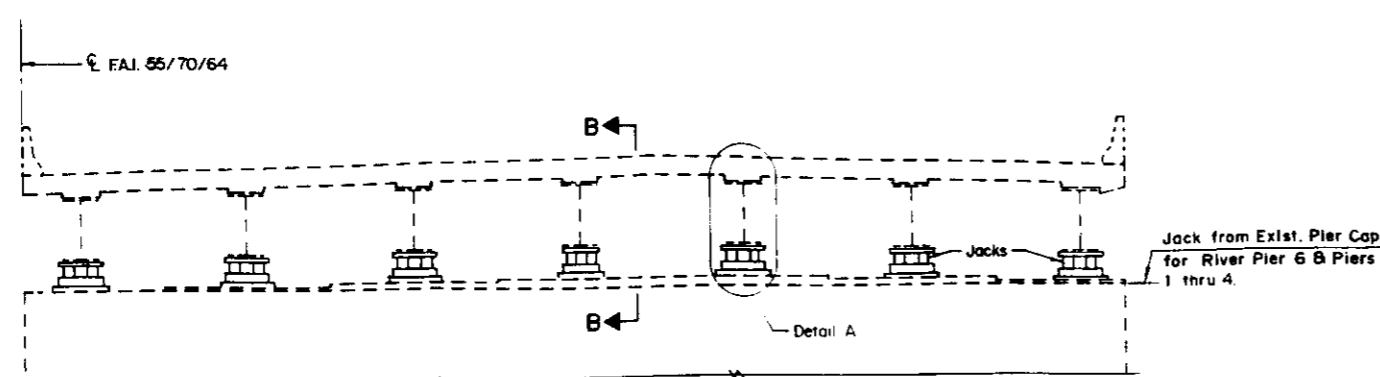 ℄ F.A.I. 55/70/64
B
Jacks
Jack from Exist. Pier Cap
for River Pier 6 & Piers
1 thru 4.
B
Detail A